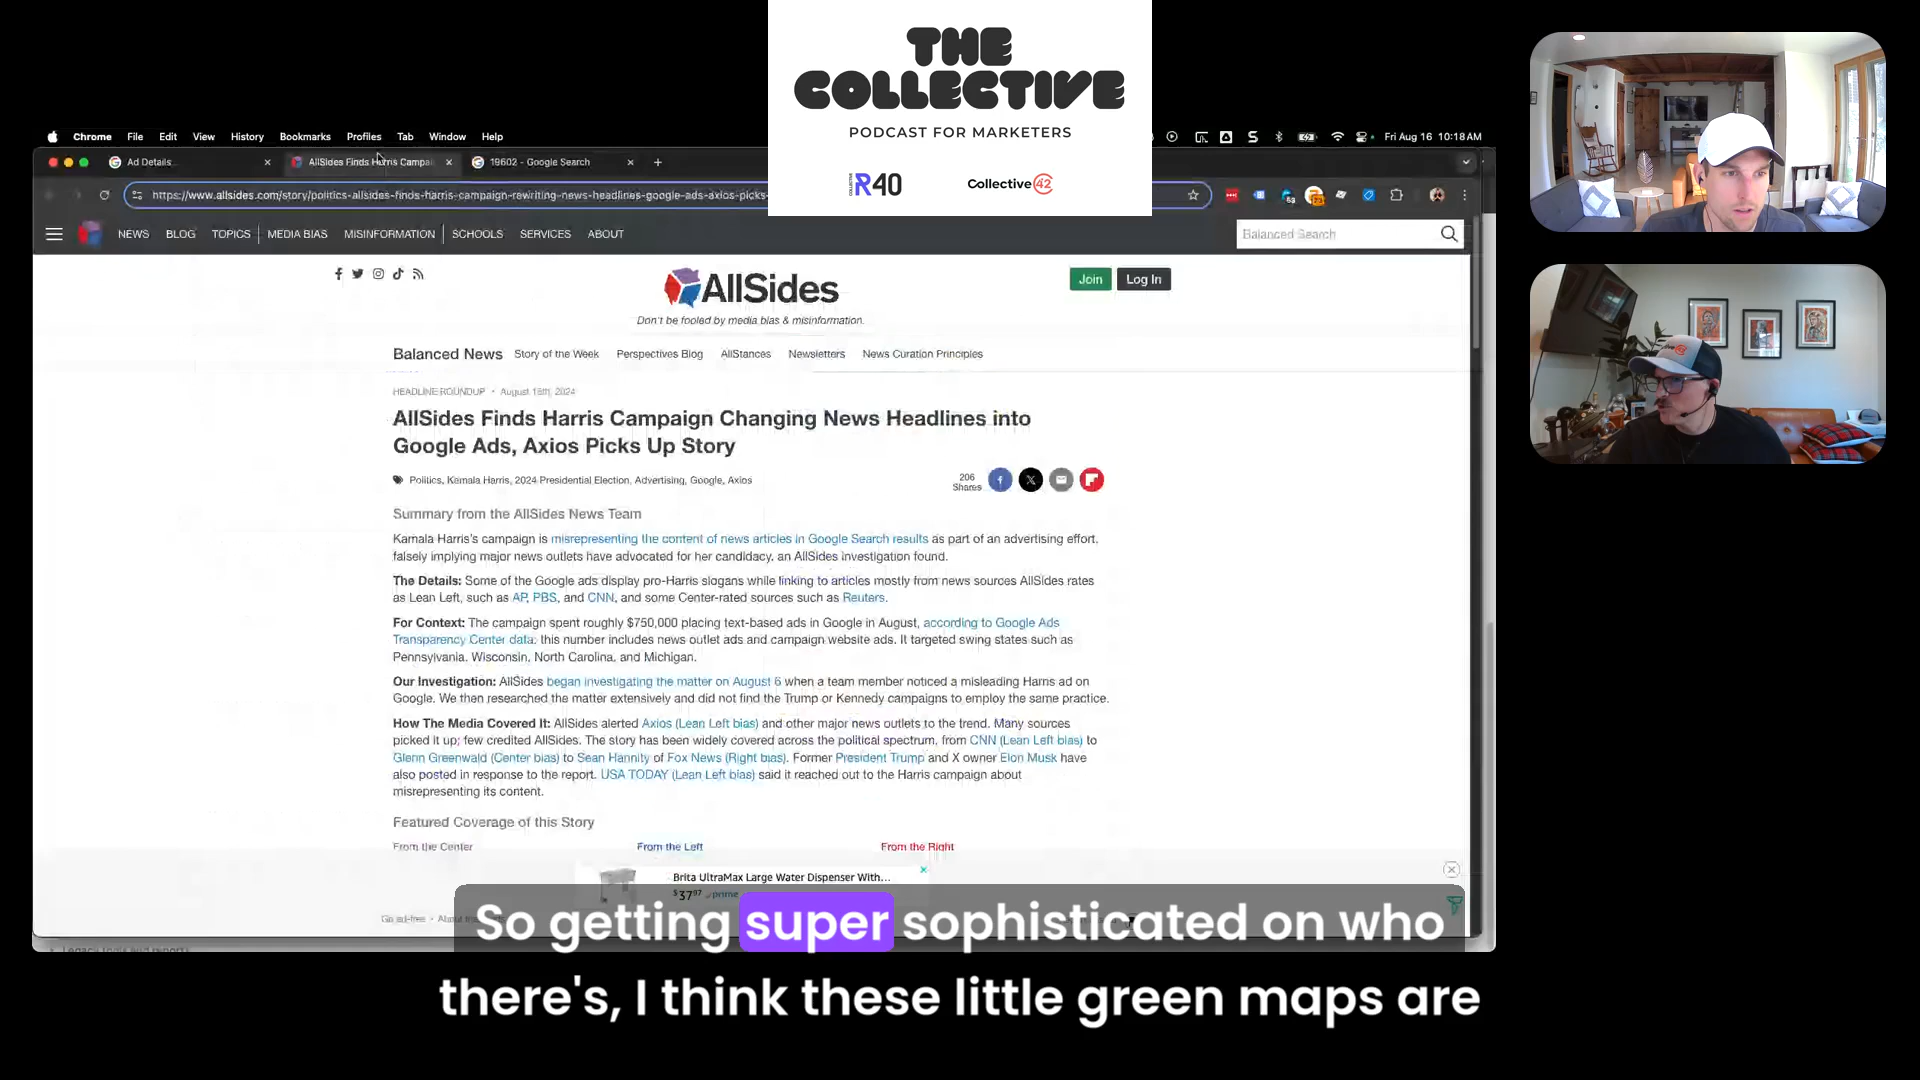 THE
COLLECTIVE
PODCAST FOR MARKETERS
COLLECTIVE R40 Collective 42
Chrome File Edit View History Bookmarks Profiles Tab Window Help
Fri Aug 16 10:18 AM
Ad Details
AllSides Finds Harris Campai
19602 - Google Search
https://www.allsides.com/story/politics-allsides-finds-harris-campaign-rewriting-news-headlines-google-ads-axios-picks-
NEWS BLOG TOPICS MEDIA BIAS MISINFORMATION SCHOOLS SERVICES ABOUT
Balanced Search
AllSides
Join Log In
Don't be fooled by media bias & misinformation.
Balanced News Story of the Week Perspectives Blog AllStances Newsletters News Curation Principles
HEADLINE ROUNDUP • August 15th, 2024
AllSides Finds Harris Campaign Changing News Headlines into
Google Ads, Axios Picks Up Story
Politics, Kamala Harris, 2024 Presidential Election, Advertising, Google, Axios
206
Shares
Summary from the AllSides News Team
Kamala Harris's campaign is misrepresenting the content of news articles in Google Search results as part of an advertising effort,
falsely implying major news outlets have advocated for her candidacy, an AllSides investigation found.
The Details: Some of the Google ads display pro-Harris slogans while linking to articles mostly from news sources AllSides rates
as Lean Left, such as AP, PBS, and CNN, and some Center-rated sources such as Reuters.
For Context: The campaign spent roughly $750,000 placing text-based ads in Google in August, according to Google Ads
Transparency Center data; this number includes news outlet ads and campaign website ads. It targeted swing states such as
Pennsylvania, Wisconsin, North Carolina, and Michigan.
Our Investigation: AllSides began investigating the matter on August 6 when a team member noticed a misleading Harris ad on
Google. We then researched the matter extensively and did not find the Trump or Kennedy campaigns to employ the same practice.
How The Media Covered It: AllSides alerted Axios (Lean Left bias) and other major news outlets to the trend. Many sources
picked it up; few credited AllSides. The story has been widely covered across the political spectrum, from CNN (Lean Left bias) to
Glenn Greenwald (Center bias) to Sean Hannity of Fox News (Right bias). Former President Trump and X owner Elon Musk have
also posted in response to the report. USA TODAY (Lean Left bias) said it reached out to the Harris campaign about
misrepresenting its content.
Featured Coverage of this Story
From the Center From the Left From the Right
Brita UltraMax Large Water Dispenser With...
$37.97 prime
Go ad-free • About
So getting super sophisticated on who
there's, I think these little green maps are